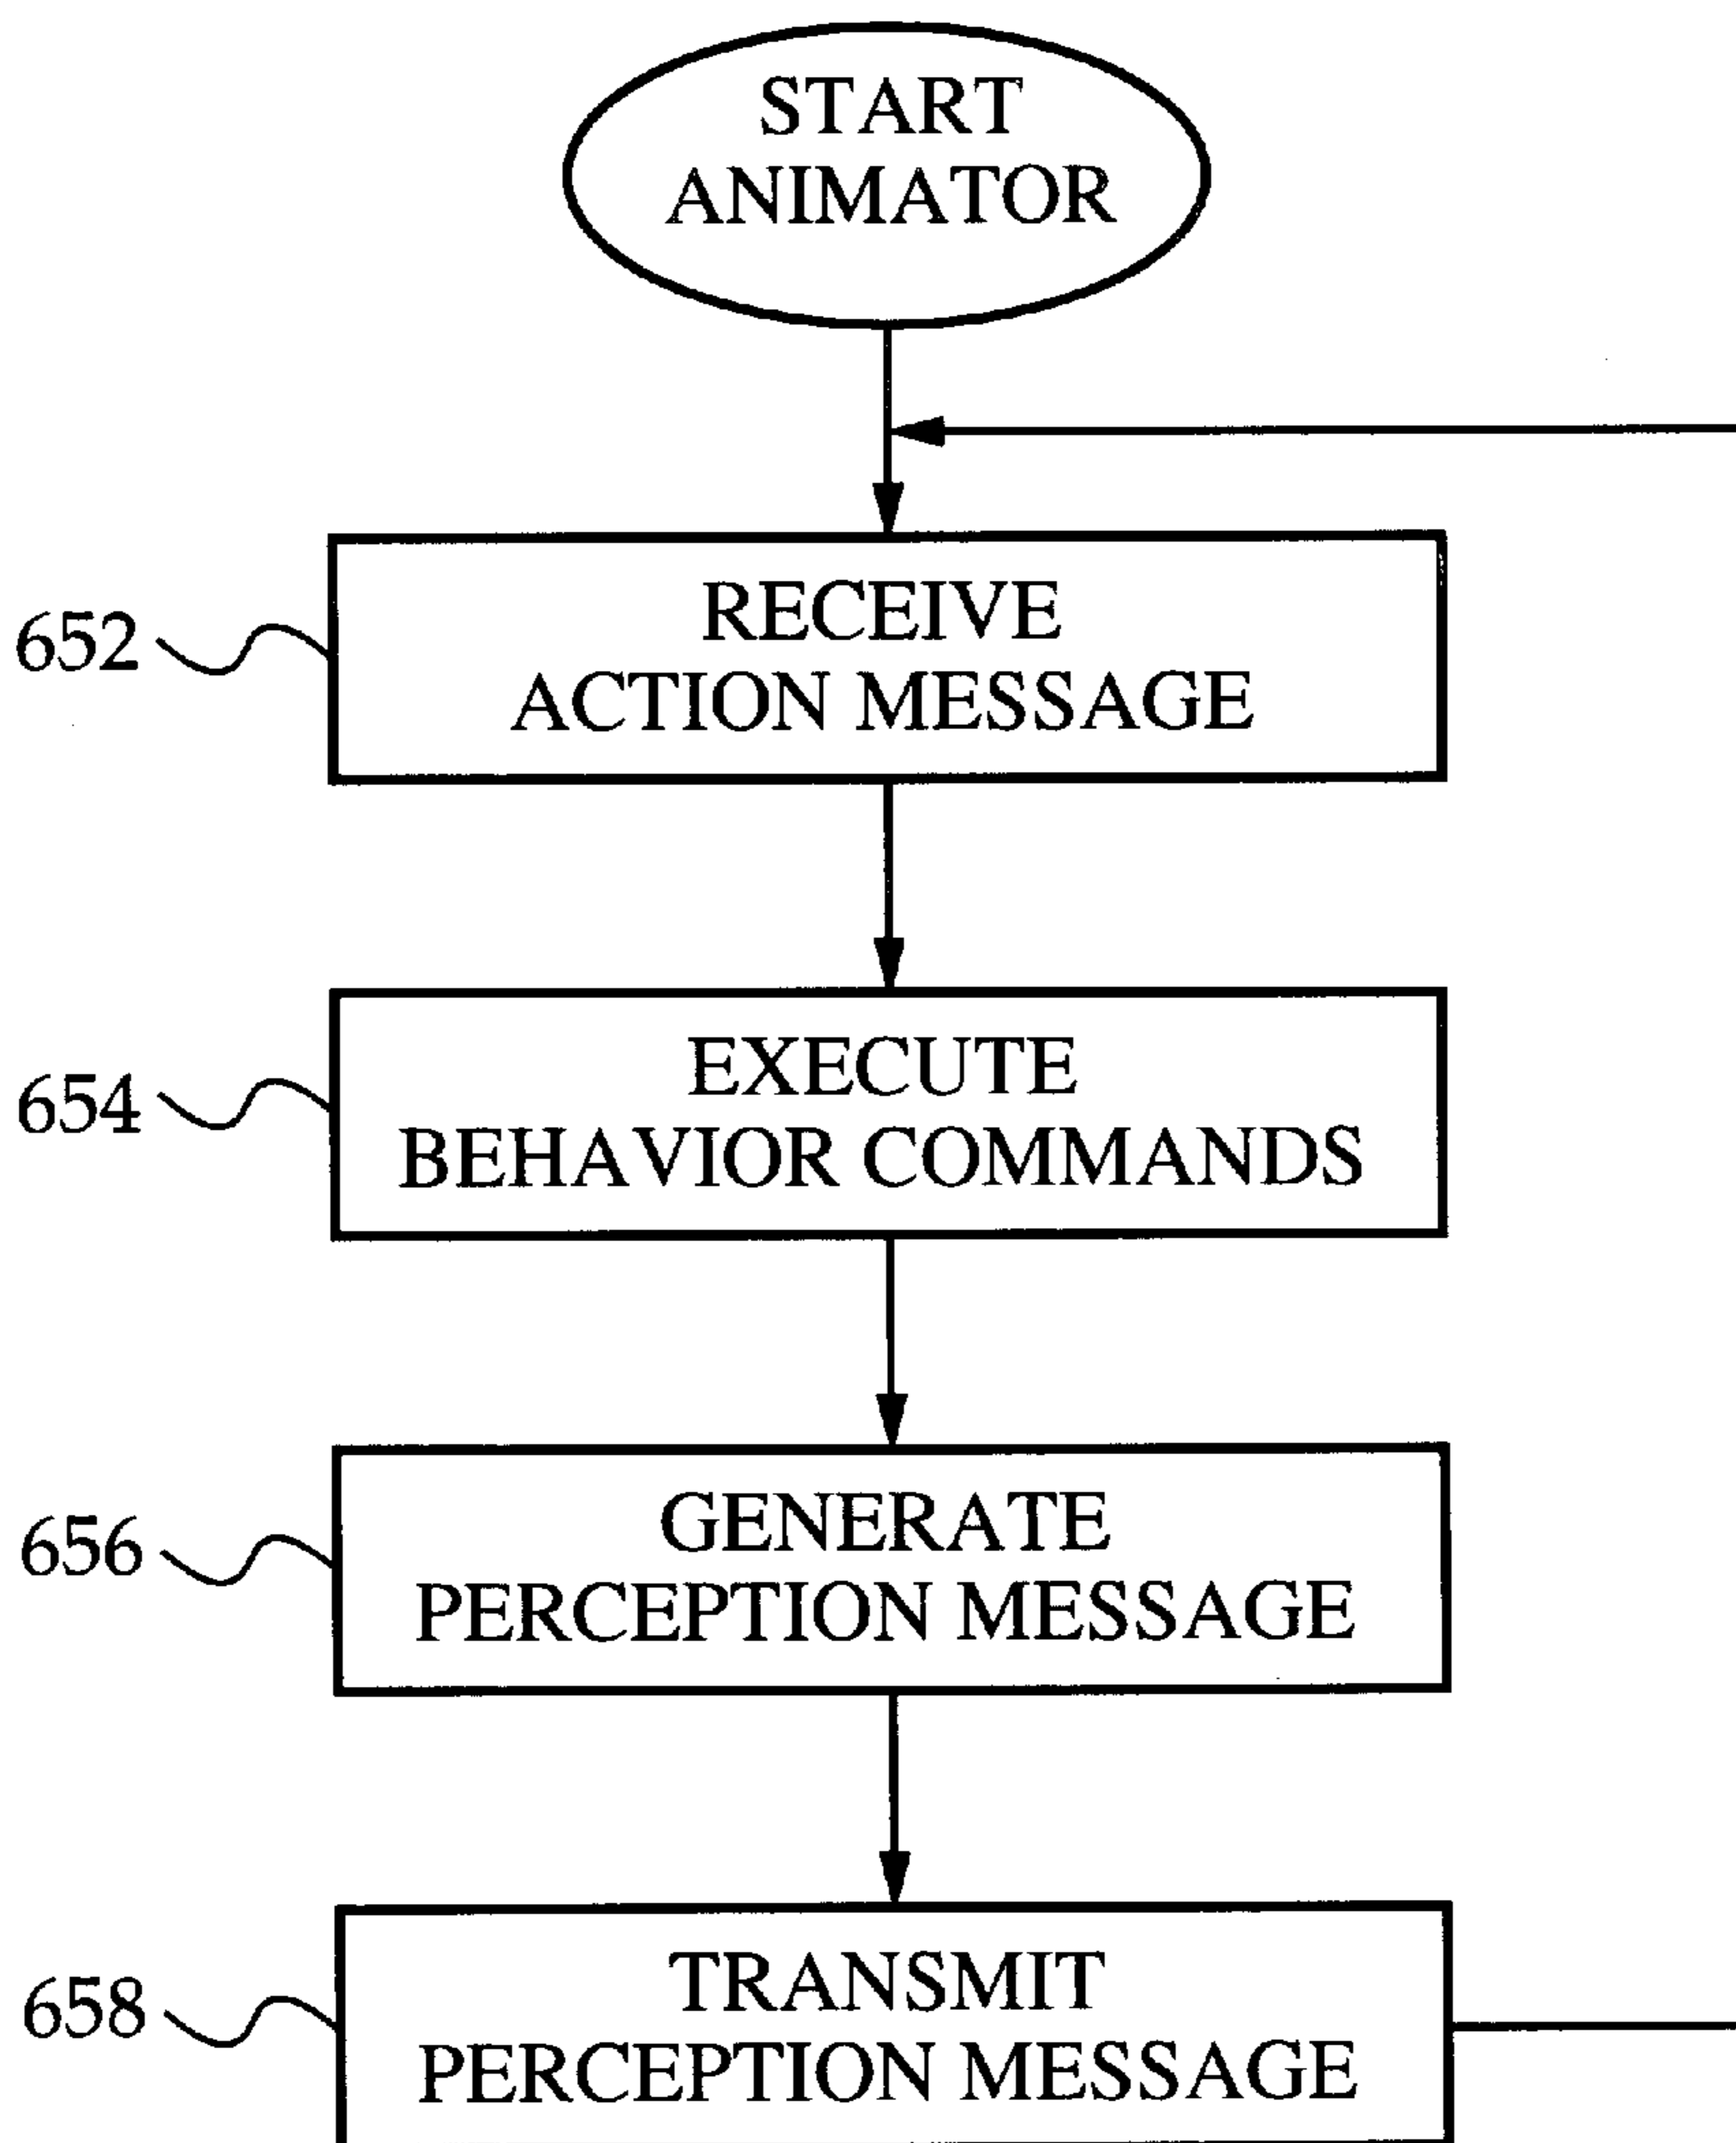 START
ANIMATOR
652
RECEIVE
ACTION MESSAGE
654
EXECUTE
BEHAVIOR COMMANDS
656
GENERATE
PERCEPTION MESSAGE
658
TRANSMIT
PERCEPTION MESSAGE